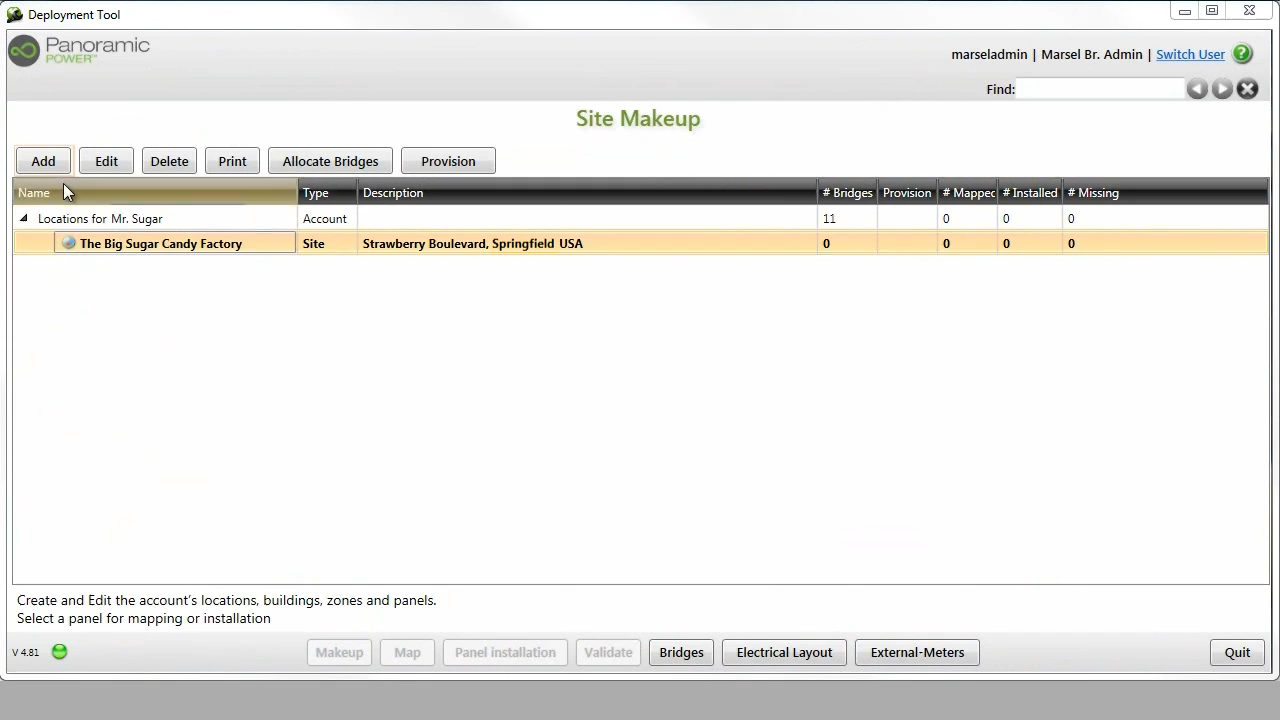 Deployment Tool
Panoramic
POWER™
marseladmin | Marsel Br. Admin | Switch User
Find:
Site Makeup
Add Edit Delete Print Allocate Bridges Provision
Name Type Description # Bridges Provision # Mapped # Installed # Missing
Locations for Mr. Sugar Account 11 0 0 0
The Big Sugar Candy Factory Site Strawberry Boulevard, Springfield USA 0 0 0 0
Create and Edit the account's locations, buildings, zones and panels.
Select a panel for mapping or installation
V 4.81 Makeup Map Panel installation Validate Bridges Electrical Layout External-Meters Quit